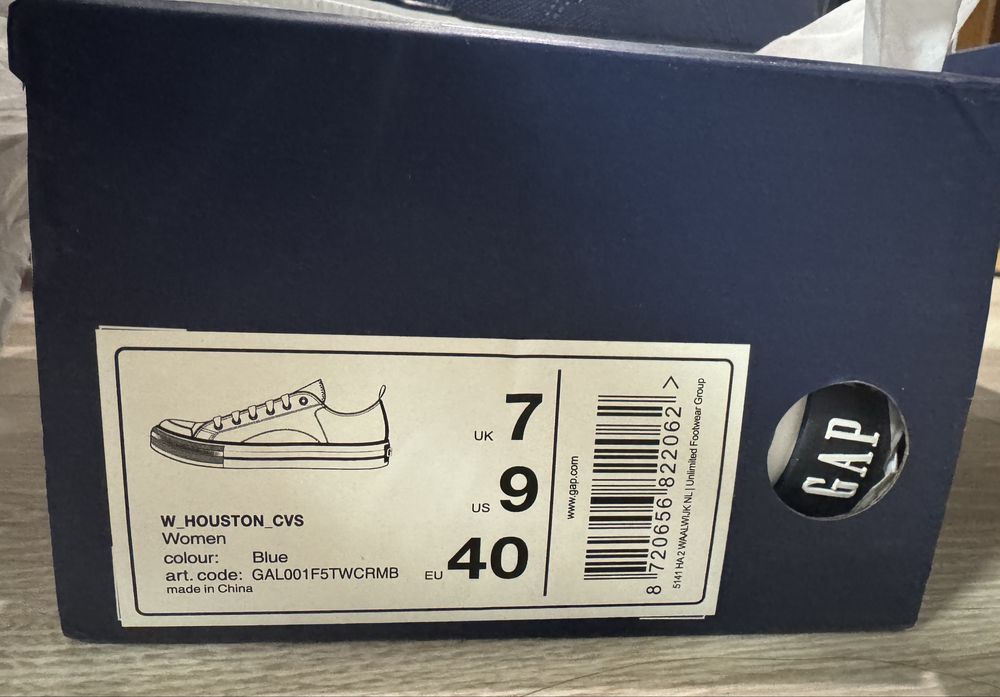 W_HOUSTON_CVS
Women
colour: Blue
art. code: GAL001F5TWCRMB
made in China
UK 7
US 9
EU 40
www.gap.com
8 720656 822062 >
5141 HA 2 WAALWIJK NL | Unlimited Footwear Group
GAP